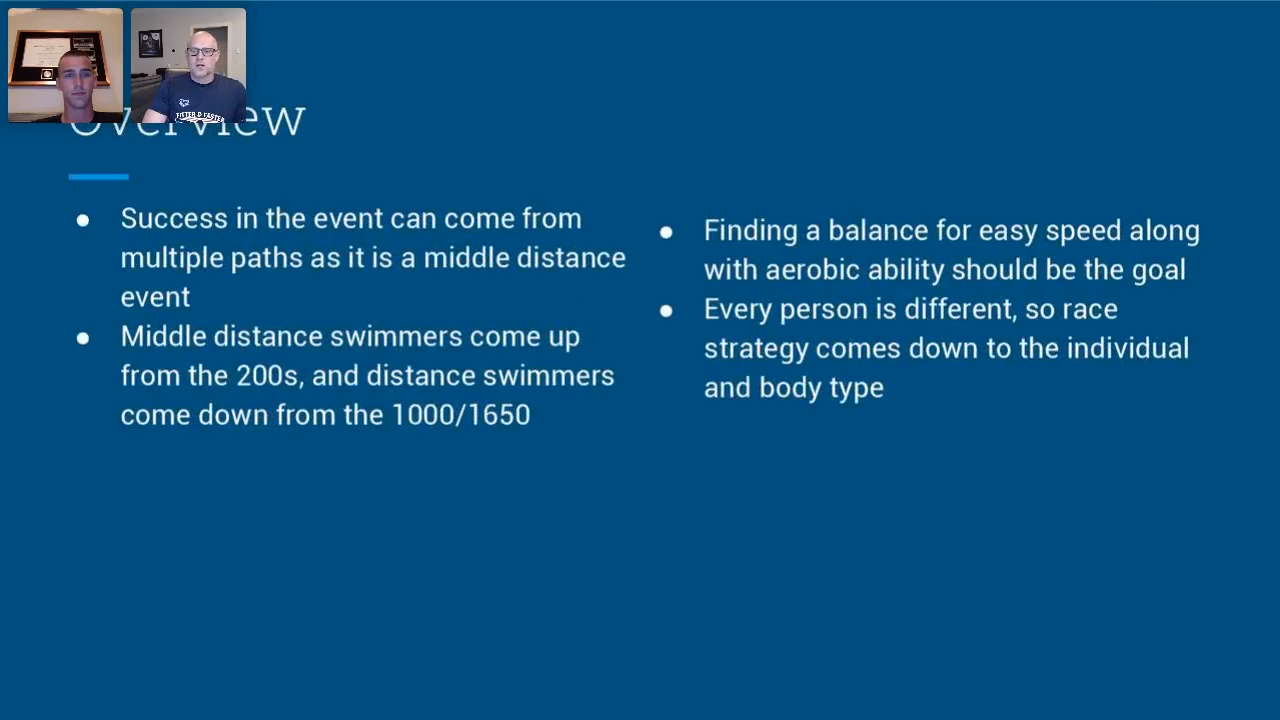 Overview
Success in the event can come from
multiple paths as it is a middle distance
event
Middle distance swimmers come up
from the 200s, and distance swimmers
come down from the 1000/1650
Finding a balance for easy speed along
with aerobic ability should be the goal
Every person is different, so race
strategy comes down to the individual
and body type